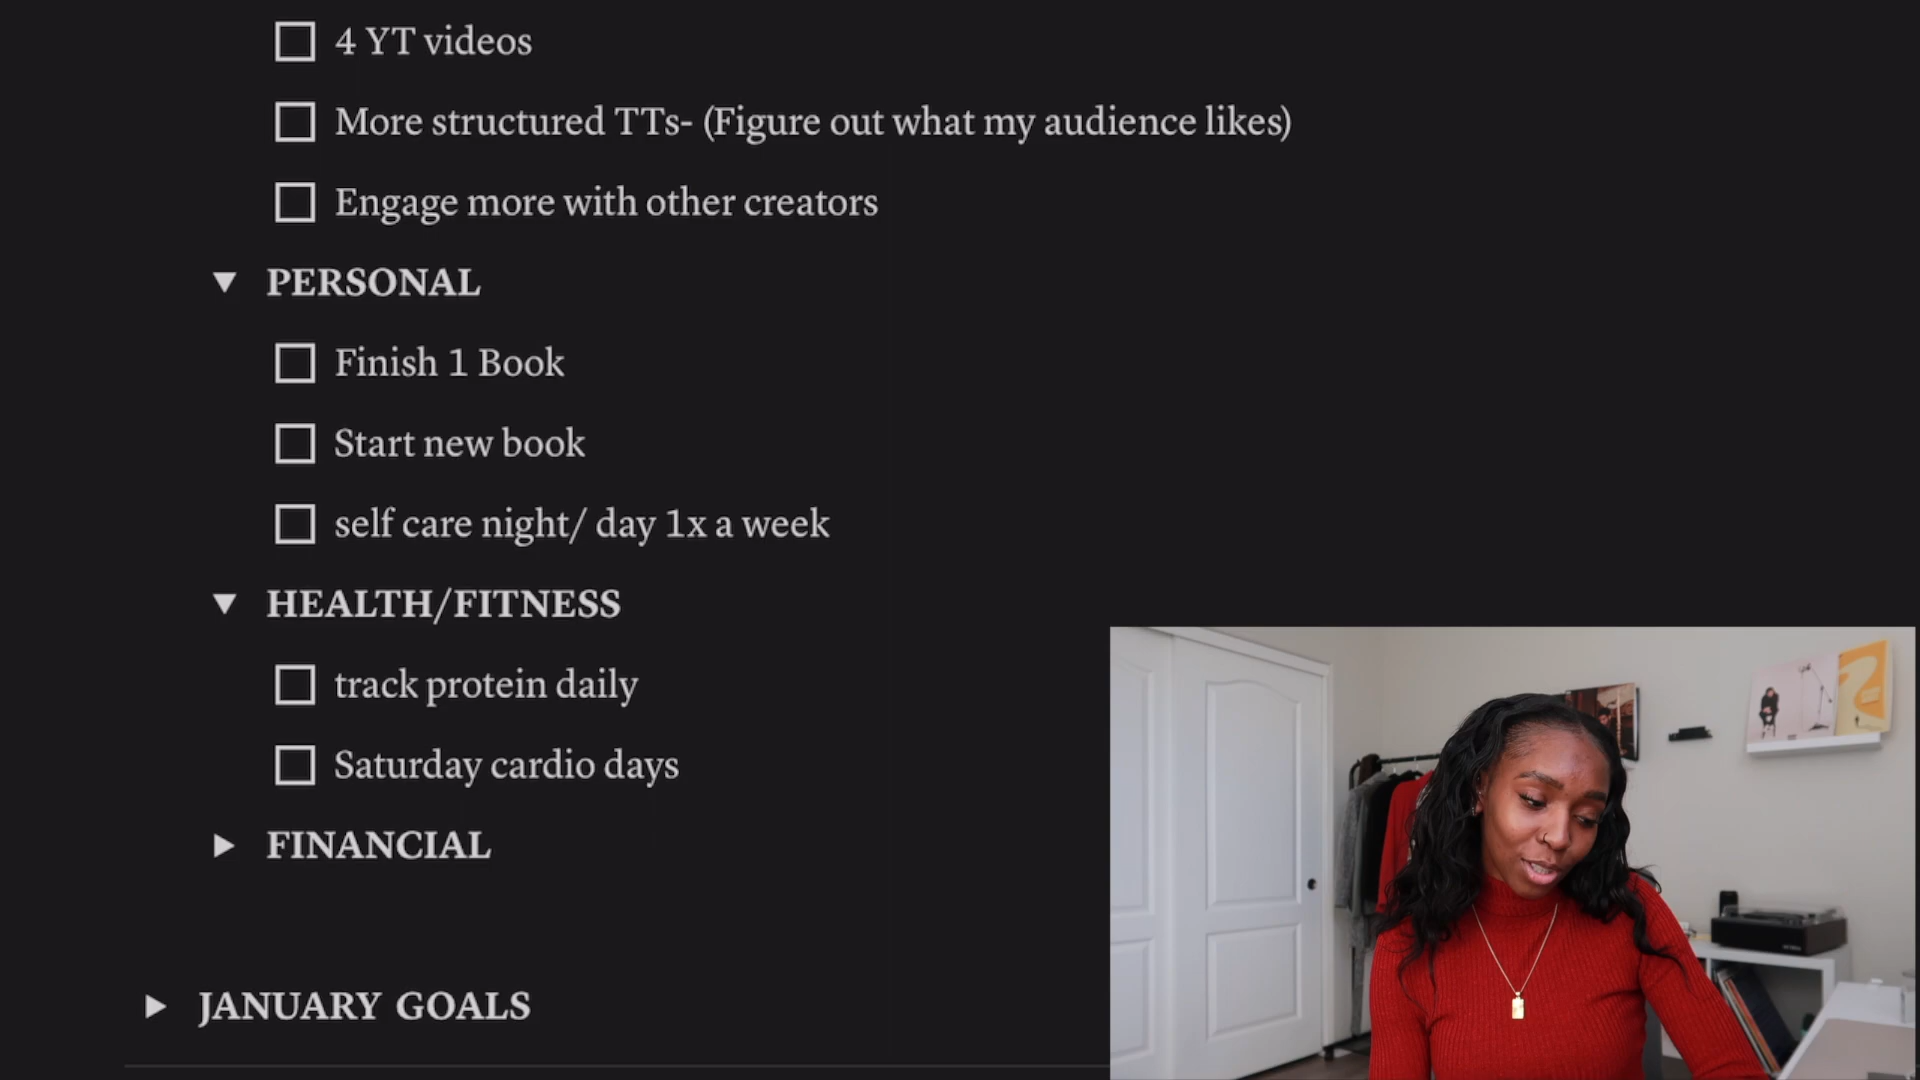 4 YT videos
More structured TTs- (Figure out what my audience likes)
Engage more with other creators
PERSONAL
Finish 1 Book
Start new book
self care night/ day 1x a week
HEALTH/FITNESS
track protein daily
Saturday cardio days
FINANCIAL
JANUARY GOALS